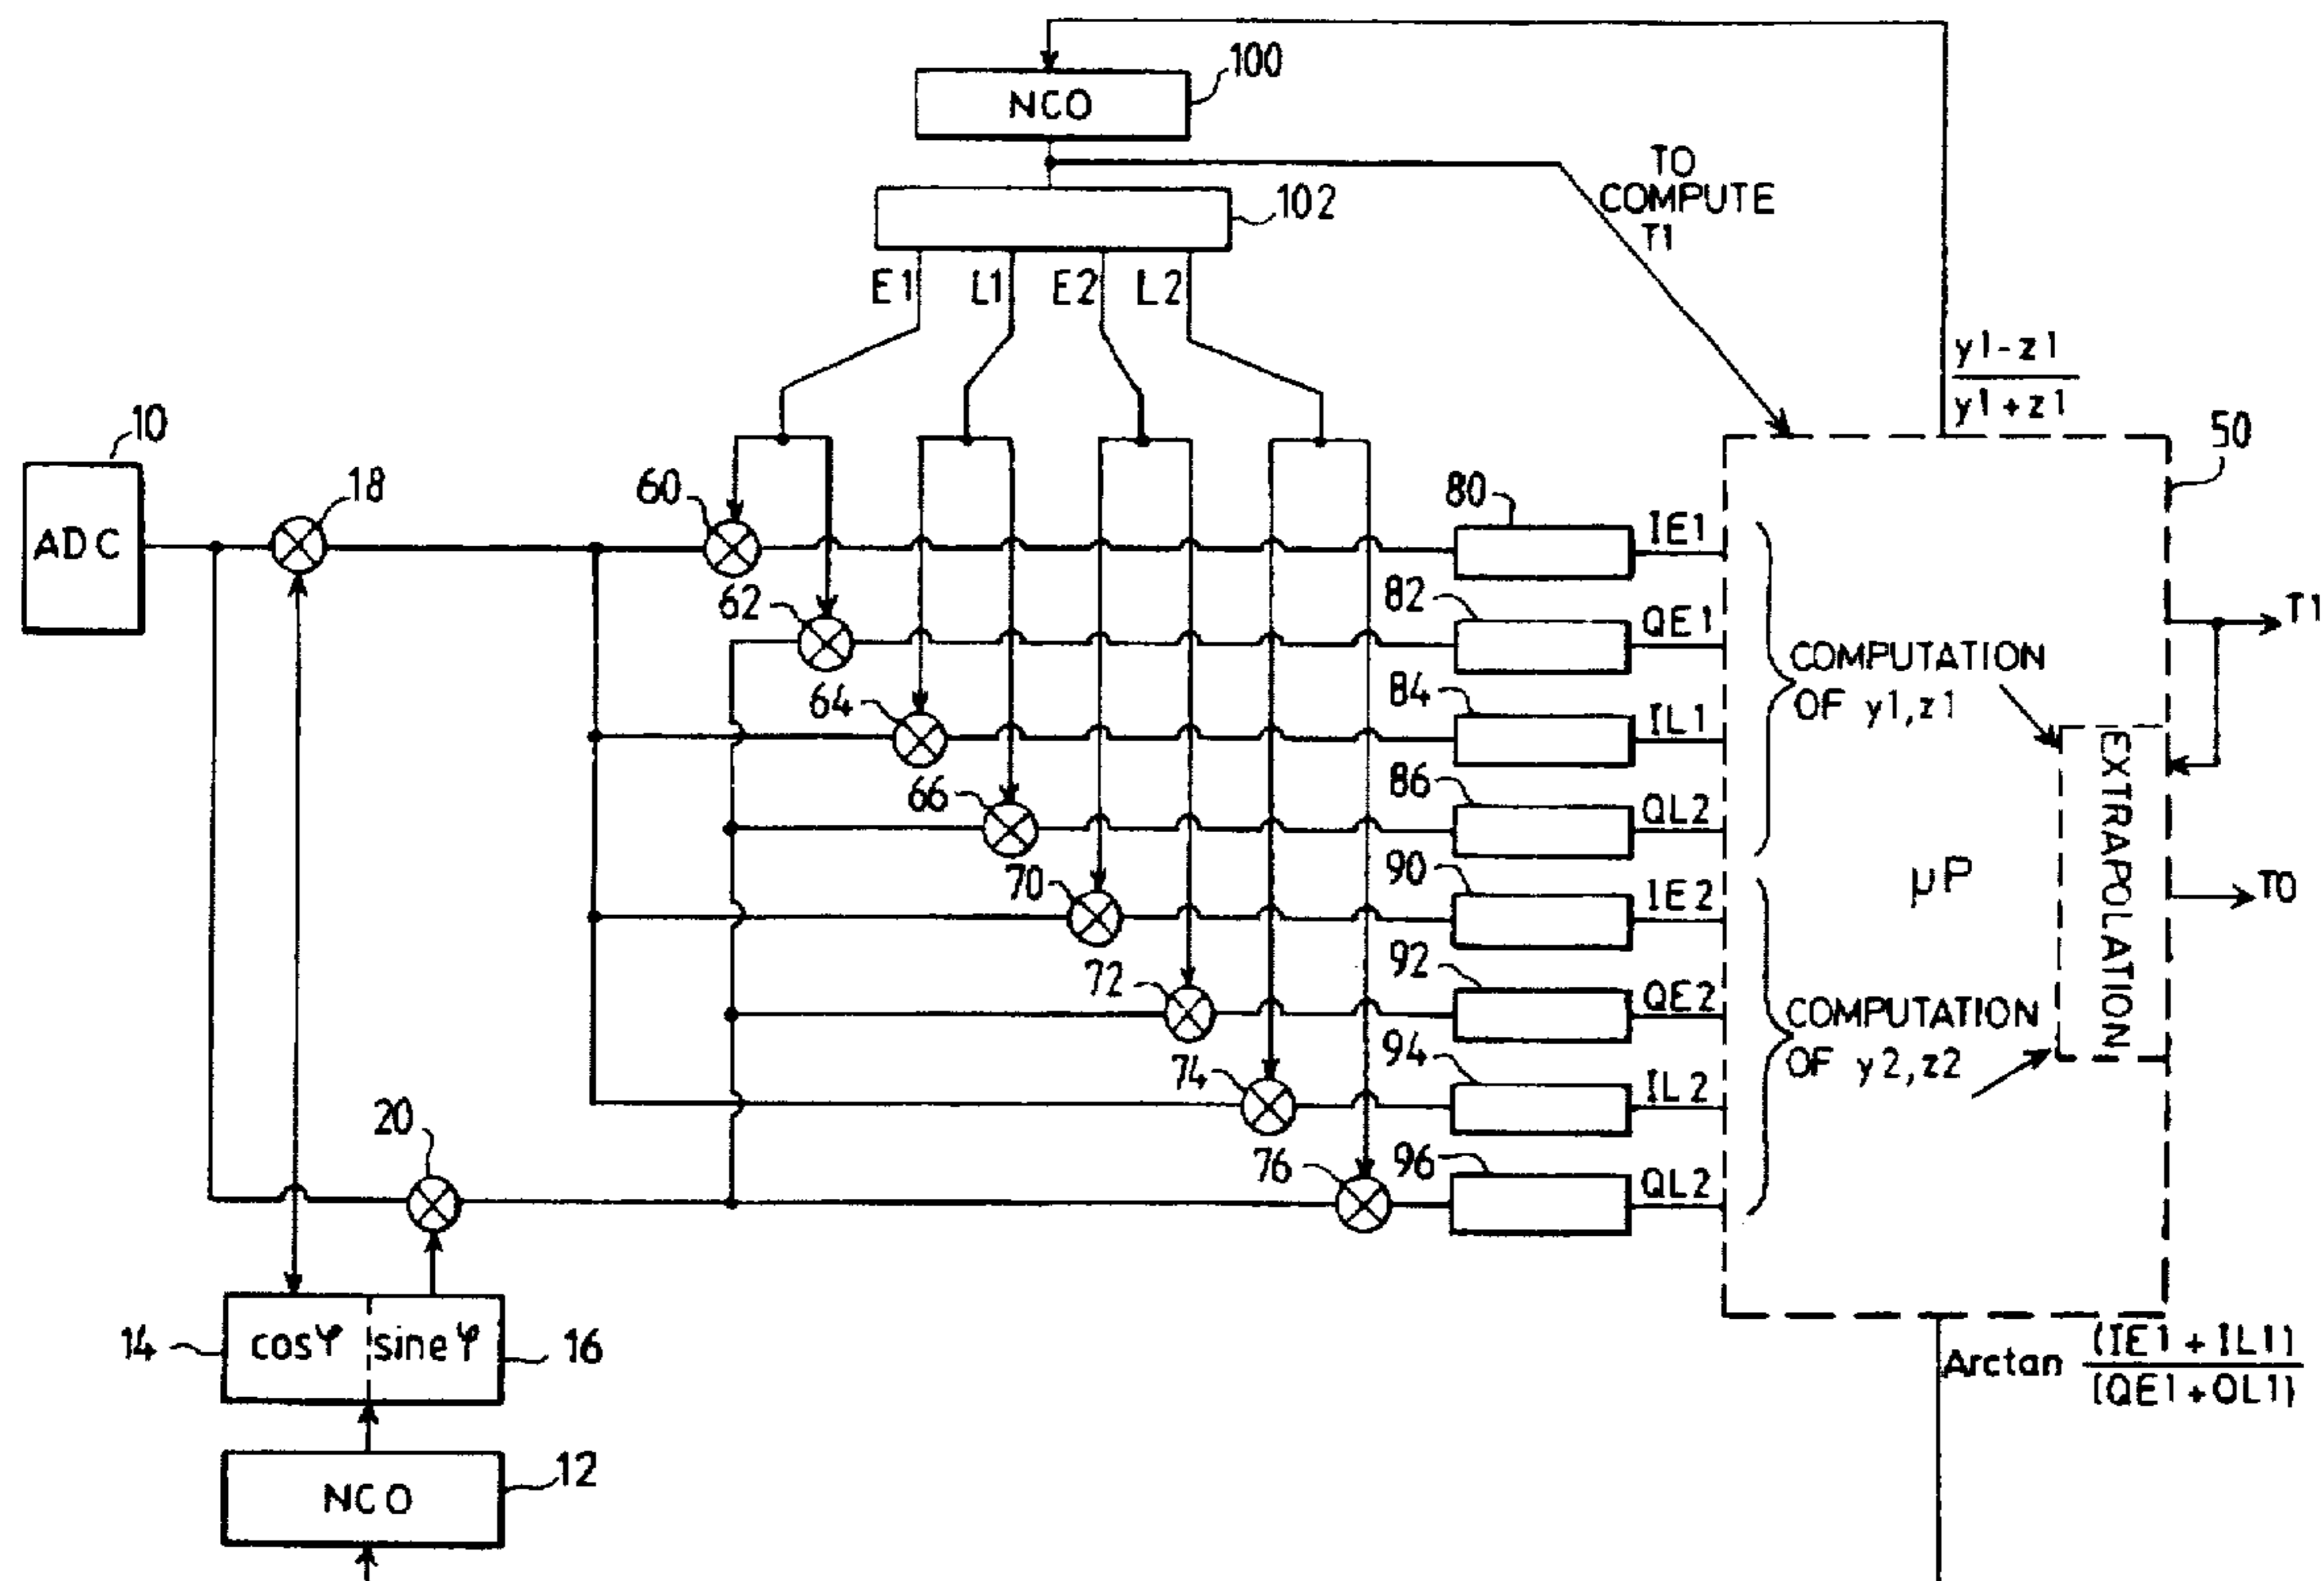 100
NCO
TO
COMPUTE
T1
102
E1 L1 E2 L2
y1-z1
y1+z1
10
50
18
60
80
IE1
ADC
62
82
QE1
T1
COMPUTATION
OF y1,z1
64
84
IL1
66
86
QL2
EXTRAPOLATION
70
90
IE2
μP
T0
72
92
QE2
COMPUTATION
OF y2,z2
74
94
IL2
20
76
96
QL2
14
cosφ
sineφ
16
Arctan (IE1+IL1)
(QE1+QL1)
NCO
12